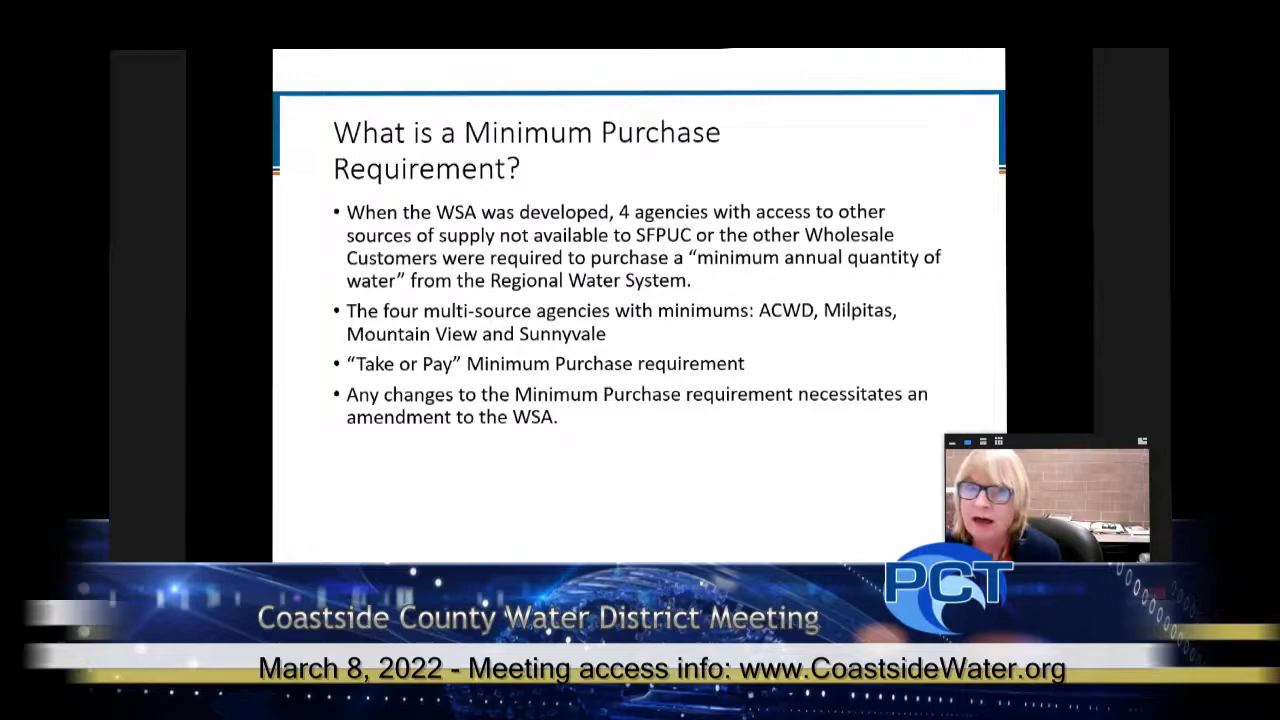 What is a Minimum Purchase
Requirement?
• When the WSA was developed, 4 agencies with access to other
sources of supply not available to SFPUC or the other Wholesale
Customers were required to purchase a “minimum annual quantity of
water” from the Regional Water System.
• The four multi-source agencies with minimums: ACWD, Milpitas,
Mountain View and Sunnyvale
• “Take or Pay” Minimum Purchase requirement
• Any changes to the Minimum Purchase requirement necessitates an
amendment to the WSA.
PCT
Coastside County Water District Meeting
March 8, 2022 - Meeting access info: www.CoastsideWater.org